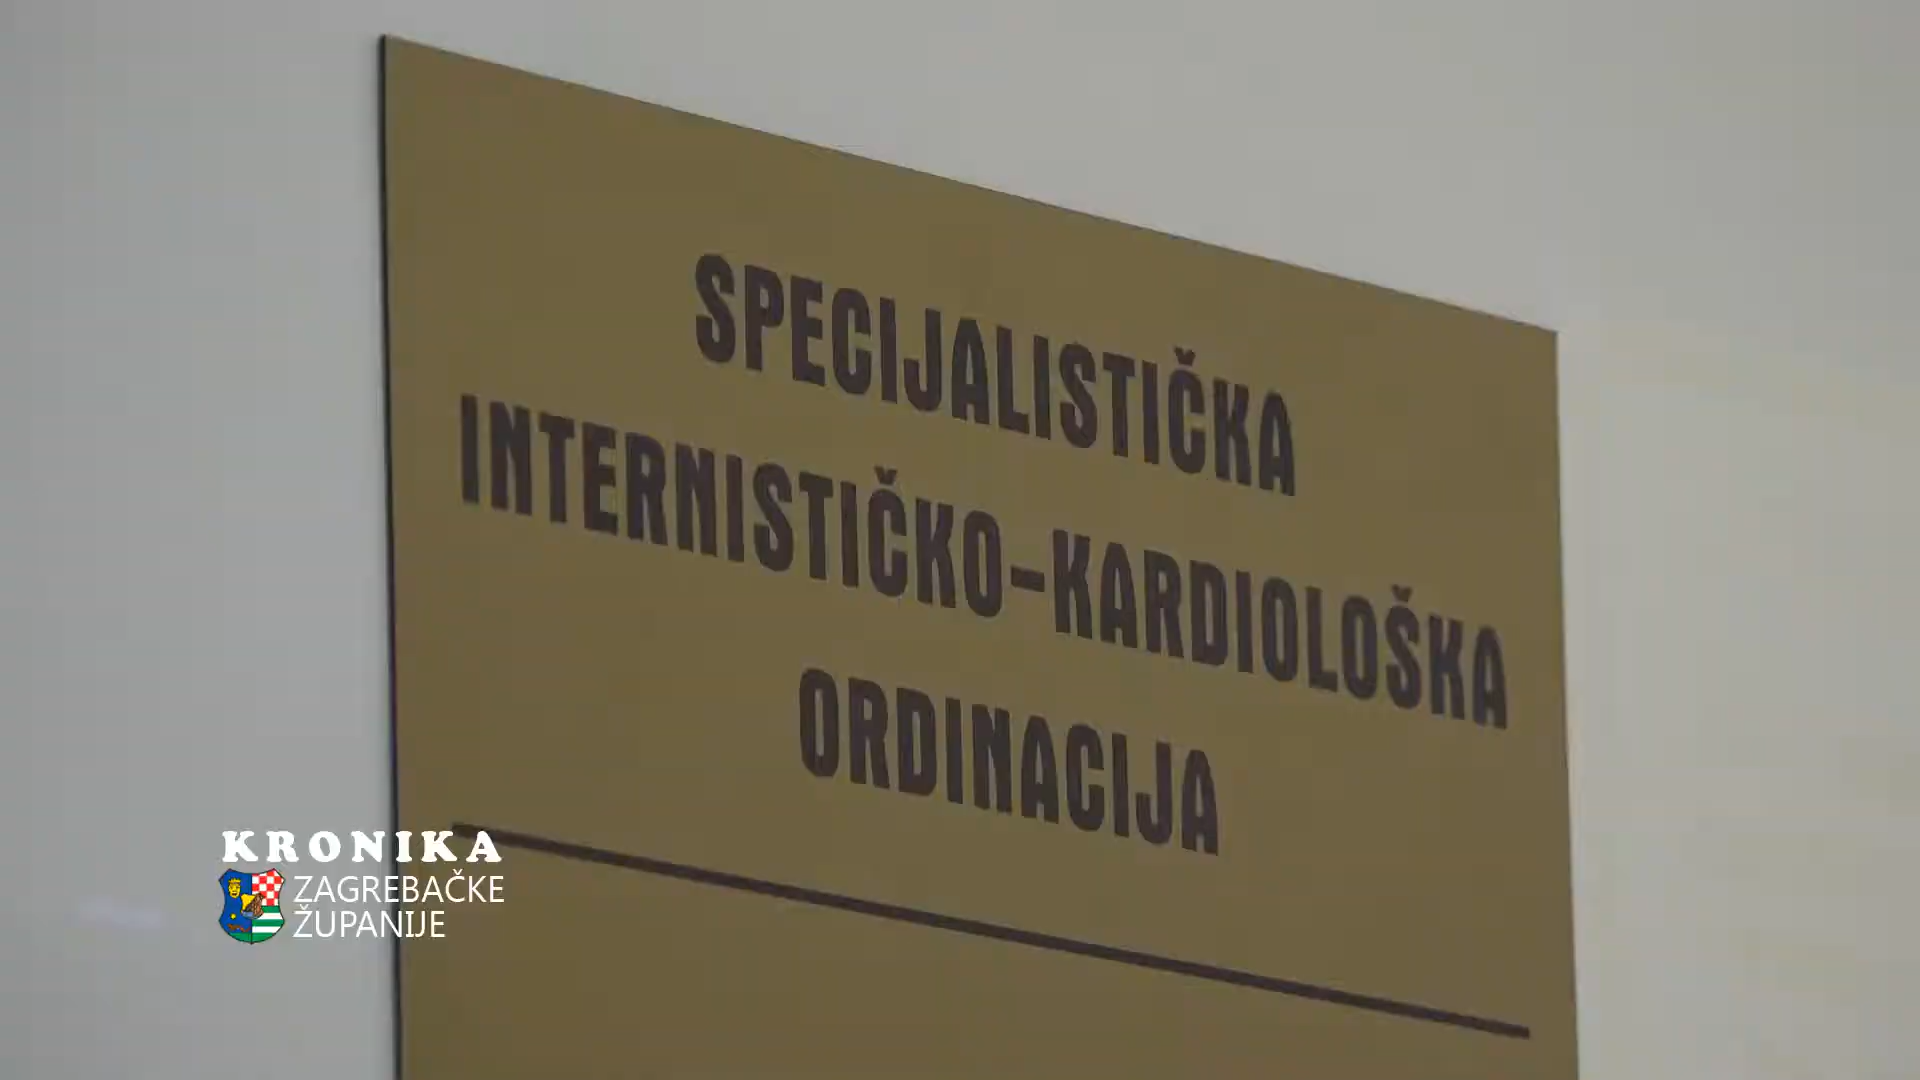 SPECIJALISTIČKA
INTERNISTIČKO-KARDIOLOŠKA
ORDINACIJA
KRONIKA
ZAGREBAČKE
ŽUPANIJE